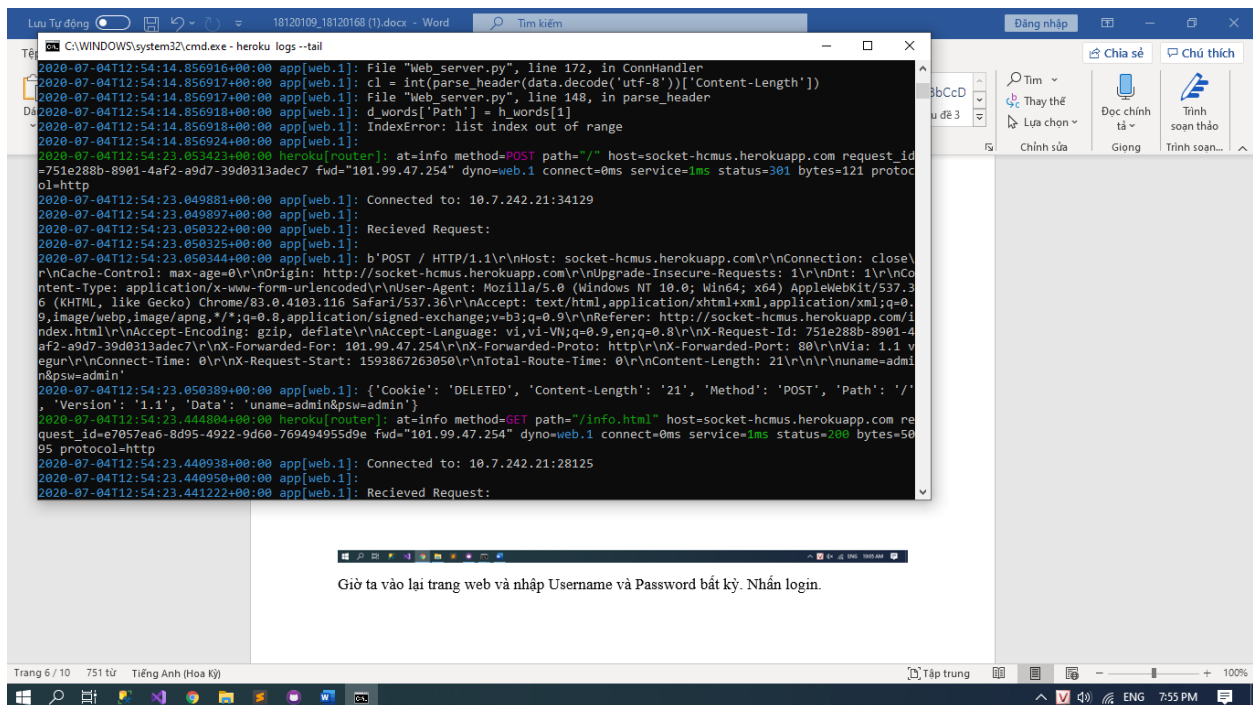 Lưu Tự động
18120109_18120168 (1).docx - Word
Tìm kiếm
Đăng nhập
Chia sẻ
Chú thích
C:\WINDOWS\system32\cmd.exe - heroku logs --tail
2020-07-04T12:54:14.856916+00:00 app[web.1]: File "Web_server.py", line 172, in ConnHandler
2020-07-04T12:54:14.856917+00:00 app[web.1]: cl = int(parse_header(data.decode('utf-8'))['Content-Length'])
2020-07-04T12:54:14.856917+00:00 app[web.1]: File "Web_server.py", line 148, in parse_header
2020-07-04T12:54:14.856918+00:00 app[web.1]: d_words['Path'] = h_words[1]
2020-07-04T12:54:14.856918+00:00 app[web.1]: IndexError: list index out of range
2020-07-04T12:54:14.856924+00:00 app[web.1]:
2020-07-04T12:54:23.053423+00:00 heroku[router]: at=info method=POST path="/" host=socket-hcmus.herokuapp.com request_id
=751e288b-8901-4af2-a9d7-39d0313adec7 fwd="101.99.47.254" dyno=web.1 connect=0ms service=1ms status=301 bytes=121 protoc
ol=http
2020-07-04T12:54:23.049881+00:00 app[web.1]: Connected to: 10.7.242.21:34129
2020-07-04T12:54:23.049897+00:00 app[web.1]:
2020-07-04T12:54:23.050322+00:00 app[web.1]: Recieved Request:
2020-07-04T12:54:23.050325+00:00 app[web.1]:
2020-07-04T12:54:23.050344+00:00 app[web.1]: b'POST / HTTP/1.1\r\nHost: socket-hcmus.herokuapp.com\r\nConnection: close\
r\nCache-Control: max-age=0\r\nOrigin: http://socket-hcmus.herokuapp.com\r\nUpgrade-Insecure-Requests: 1\r\nDnt: 1\r\nCo
ntent-Type: application/x-www-form-urlencoded\r\nUser-Agent: Mozilla/5.0 (Windows NT 10.0; Win64; x64) AppleWebKit/537.3
6 (KHTML, like Gecko) Chrome/83.0.4103.116 Safari/537.36\r\nAccept: text/html,application/xhtml+xml,application/xml;q=0.
9,image/webp,image/apng,*/*;q=0.8,application/signed-exchange;v=b3;q=0.9\r\nReferer: http://socket-hcmus.herokuapp.com/i
ndex.html\r\nAccept-Encoding: gzip, deflate\r\nAccept-Language: vi,vi-VN;q=0.9,en;q=0.8\r\nX-Request-Id: 751e288b-8901-4
af2-a9d7-39d0313adec7\r\nX-Forwarded-For: 101.99.47.254\r\nX-Forwarded-Proto: http\r\nX-Forwarded-Port: 80\r\nVia: 1.1 v
egur\r\nConnect-Time: 0\r\nX-Request-Start: 1593867263050\r\nTotal-Route-Time: 0\r\nContent-Length: 21\r\n\r\nuname=admi
n&psw=admin'
2020-07-04T12:54:23.050389+00:00 app[web.1]: {'Cookie': 'DELETED', 'Content-Length': '21', 'Method': 'POST', 'Path': '/'
, 'Version': '1.1', 'Data': 'uname=admin&psw=admin'}
2020-07-04T12:54:23.444804+00:00 heroku[router]: at=info method=GET path="/info.html" host=socket-hcmus.herokuapp.com re
quest_id=e7057ea6-8d95-4922-9d60-769494955d9e fwd="101.99.47.254" dyno=web.1 connect=0ms service=1ms status=200 bytes=50
95 protocol=http
2020-07-04T12:54:23.440938+00:00 app[web.1]: Connected to: 10.7.242.21:28125
2020-07-04T12:54:23.440950+00:00 app[web.1]:
2020-07-04T12:54:23.441222+00:00 app[web.1]: Recieved Request:
Tìm
Thay thế
Lựa chọn
Chỉnh sửa
Đọc chính tả
Giọng
Trình soạn thảo
Trình soạn...
ENG 10:05 AM
Giờ ta vào lại trang web và nhập Username và Password bất kỳ. Nhấn login.
Trang 6 / 10 751 từ Tiếng Anh (Hoa Kỳ)
Tập trung
100%
ENG 7:55 PM